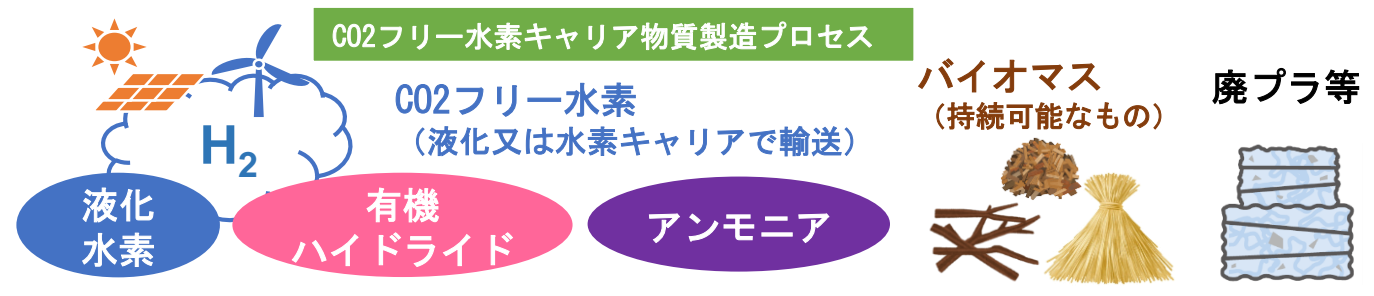 CO2フリー水素キャリア物質製造プロセス
H2
CO2フリー水素
（液化又は水素キャリアで輸送）
液化
水素
有機
ハイドライド
アンモニア
バイオマス
（持続可能なもの）
廃プラ等